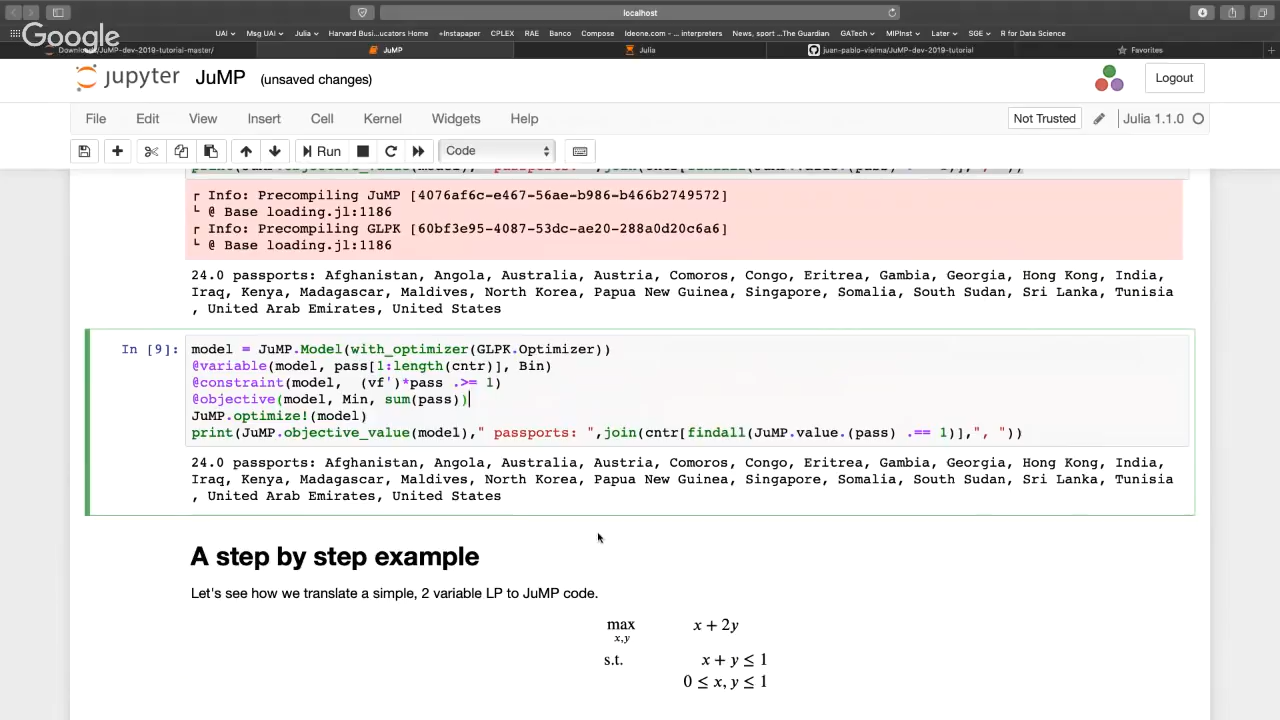 localhost
Google
UAI Msg UAI Julia Harvard Business Publishing Educators Home +Instapaper CPLEX RAE Banco Compose Ideone.com ... interpreters News, sport ... The Guardian GATech MIPInst Later SGE R for Data Science
Downloads/JuMP-dev-2019-tutorial-master/ JuMP Julia juan-pablo-vielma/JuMP-dev-2019-tutorial Favorites
jupyter JuMP (unsaved changes) Logout
File Edit View Insert Cell Kernel Widgets Help Not Trusted Julia 1.1.0
Run Code
┌ Info: Precompiling JuMP [4076af6c-e467-56ae-b986-b466b2749572]
└ @ Base loading.jl:1186
┌ Info: Precompiling GLPK [60bf3e95-4087-53dc-ae20-288a0d20c6a6]
└ @ Base loading.jl:1186
24.0 passports: Afghanistan, Angola, Australia, Austria, Comoros, Congo, Eritrea, Gambia, Georgia, Hong Kong, India,
Iraq, Kenya, Madagascar, Maldives, North Korea, Papua New Guinea, Singapore, Somalia, South Sudan, Sri Lanka, Tunisia
, United Arab Emirates, United States
In [9]: model = JuMP.Model(with_optimizer(GLPK.Optimizer))
@variable(model, pass[1:length(cntr)], Bin)
@constraint(model, (vf')*pass .>= 1)
@objective(model, Min, sum(pass))
JuMP.optimize!(model)
print(JuMP.objective_value(model)," passports: ",join(cntr[findall(JuMP.value.(pass) .== 1)],", "))
24.0 passports: Afghanistan, Angola, Australia, Austria, Comoros, Congo, Eritrea, Gambia, Georgia, Hong Kong, India,
Iraq, Kenya, Madagascar, Maldives, North Korea, Papua New Guinea, Singapore, Somalia, South Sudan, Sri Lanka, Tunisia
, United Arab Emirates, United States
A step by step example
Let's see how we translate a simple, 2 variable LP to JuMP code.
max x + 2y
x,y
s.t. x + y ≤ 1
0 ≤ x, y ≤ 1